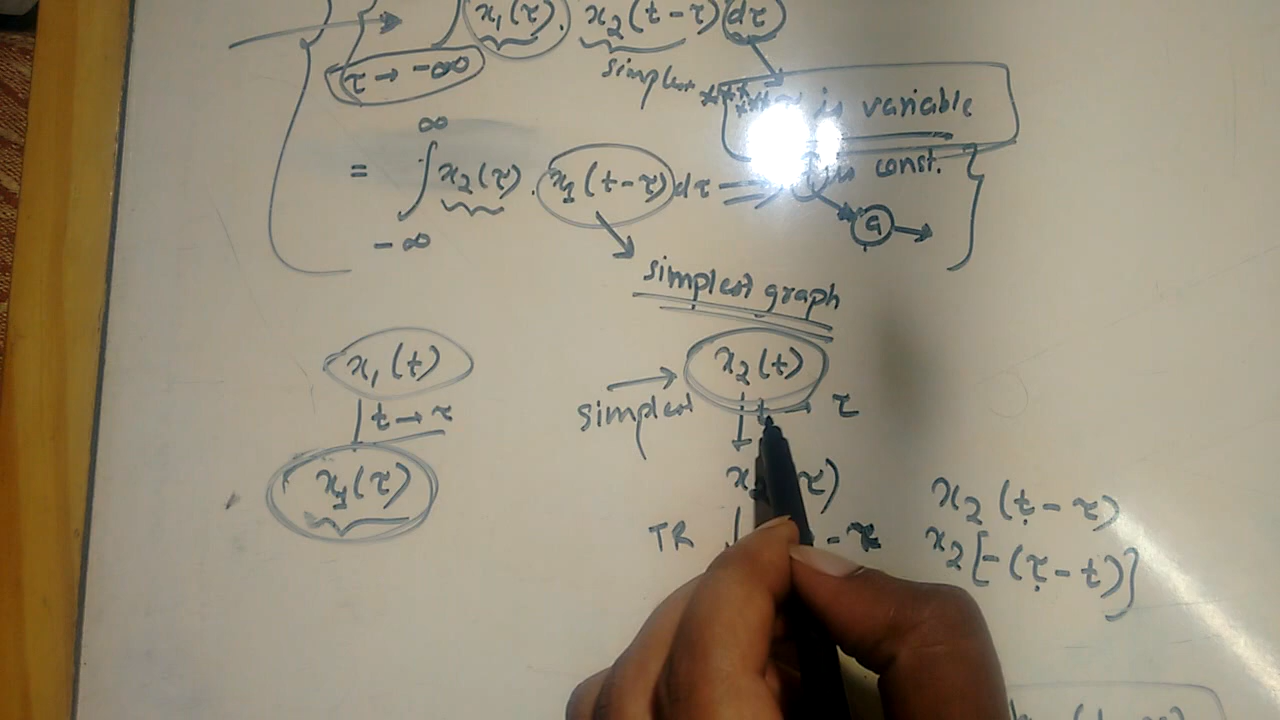 ∫ x₁(τ). x₂(t-τ) dτ
τ → -∞
simplest
is variable
∞
= ∫ x₂(τ). x₁(t-τ) dτ ⇒ is const.
-∞
simplest graph
x₁(t)
t → τ
x₁(τ)
simplest → x₂(t)
t → τ
TR
x₂(t-τ)
x₂[-(τ-t)]